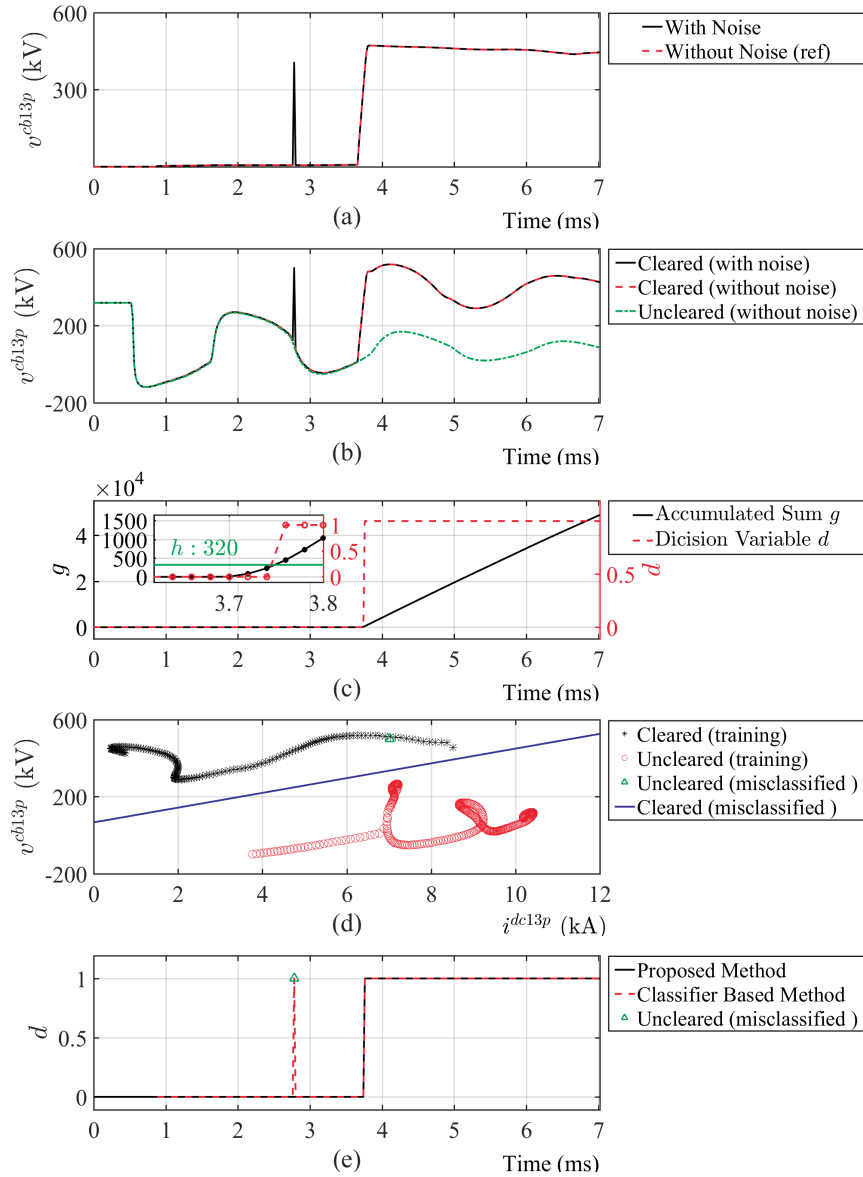 With Noise
Without Noise (ref)
v^{cb13p} (kV)
600
300
0 1 2 3 4 5 6 7
(a)
Time (ms)
Cleared (with noise)
Cleared (without noise)
Uncleared (without noise)
v^{cb13p} (kV)
600
200
-200
0 1 2 3 4 5 6 7
(b)
Time (ms)
Accumulated Sum g
Dicision Variable d
×10^4
g
4
2
0
1500
1000
500
0
h : 320
1
0.5
0
3.7 3.8
d
1
0.5
0
0 1 2 3 4 5 6 7
(c)
Time (ms)
Cleared (training)
Uncleared (training)
Uncleared (misclassified )
Cleared (misclassified )
v^{cb13p} (kV)
600
200
-200
0 2 4 6 8 10 12
(d)
i^{dc13p} (kA)
Proposed Method
Classifier Based Method
Uncleared (misclassified )
d
1
0.5
0
0 1 2 3 4 5 6 7
(e)
Time (ms)